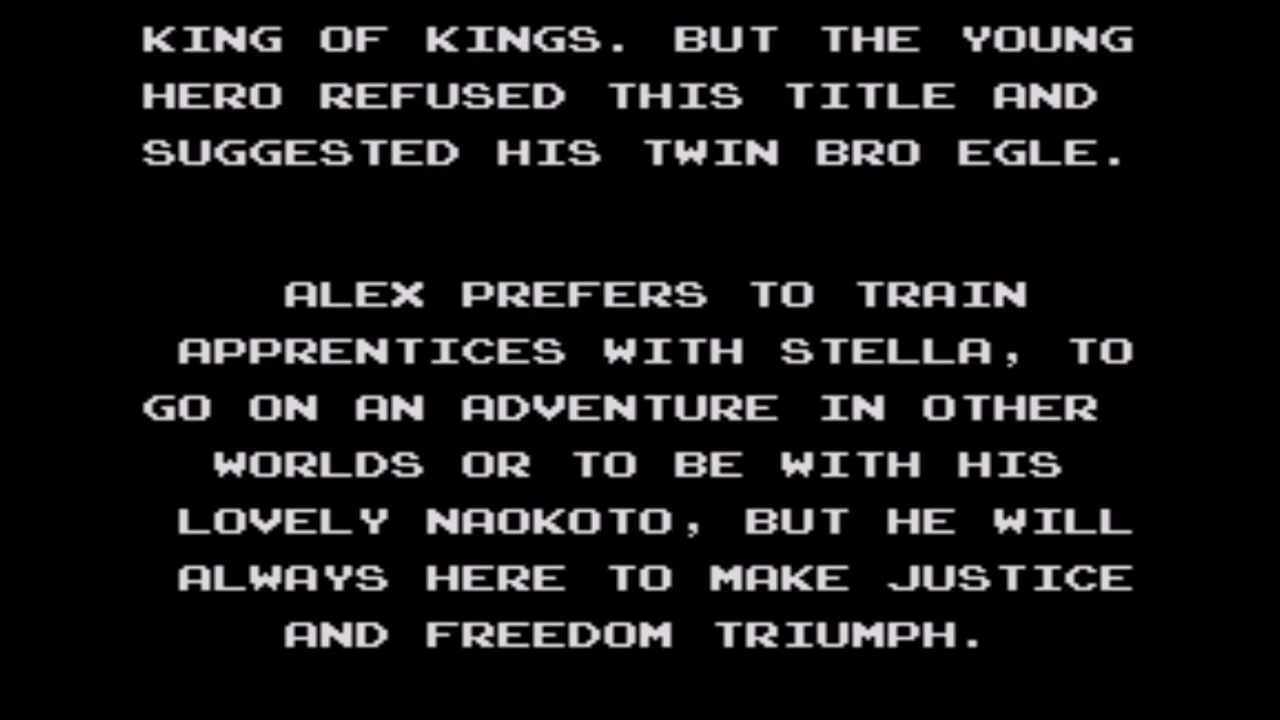 KING OF KINGS. BUT THE YOUNG
HERO REFUSED THIS TITLE AND
SUGGESTED HIS TWIN BRO EGLE.
ALEX PREFERS TO TRAIN
APPRENTICES WITH STELLA, TO
GO ON AN ADVENTURE IN OTHER
WORLDS OR TO BE WITH HIS
LOVELY NAOKOTO, BUT HE WILL
ALWAYS HERE TO MAKE JUSTICE
AND FREEDOM TRIUMPH.